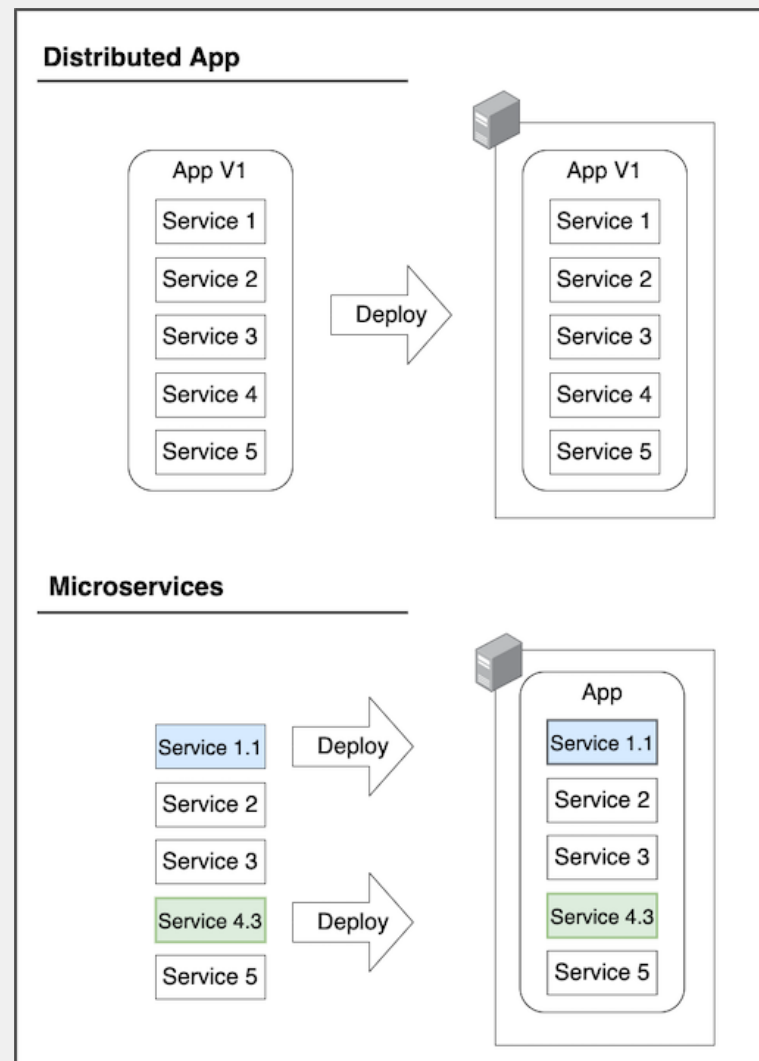 Distributed App
App V1
Service 1
Service 2
Service 3
Service 4
Service 5
Deploy
App V1
Service 1
Service 2
Service 3
Service 4
Service 5
Microservices
Service 1.1
Service 2
Service 3
Service 4.3
Service 5
Deploy
Deploy
App
Service 1.1
Service 2
Service 3
Service 4.3
Service 5